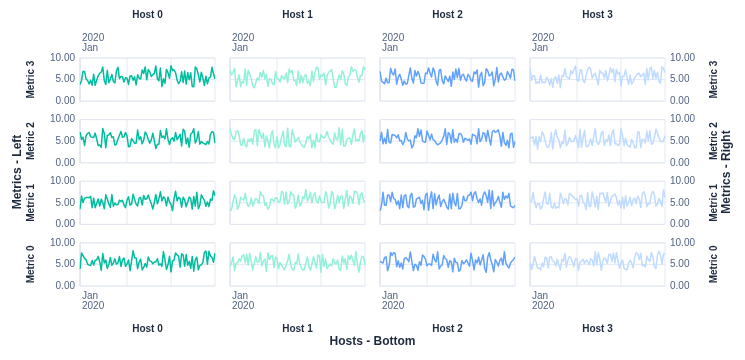 Host 0 Host 1 Host 2 Host 3
2020 2020 2020 2020
Jan Jan Jan Jan
10.00 10.00
Metric 3 5.00 5.00 Metric 3
0.00 0.00
10.00 10.00
Metric 2 5.00 5.00 Metric 2
0.00 0.00
Metrics - Left Metrics - Right
10.00 10.00
Metric 1 5.00 5.00 Metric 1
0.00 0.00
10.00 10.00
Metric 0 5.00 5.00 Metric 0
0.00 0.00
Jan Jan Jan Jan
2020 2020 2020 2020
Host 0 Host 1 Host 2 Host 3
Hosts - Bottom